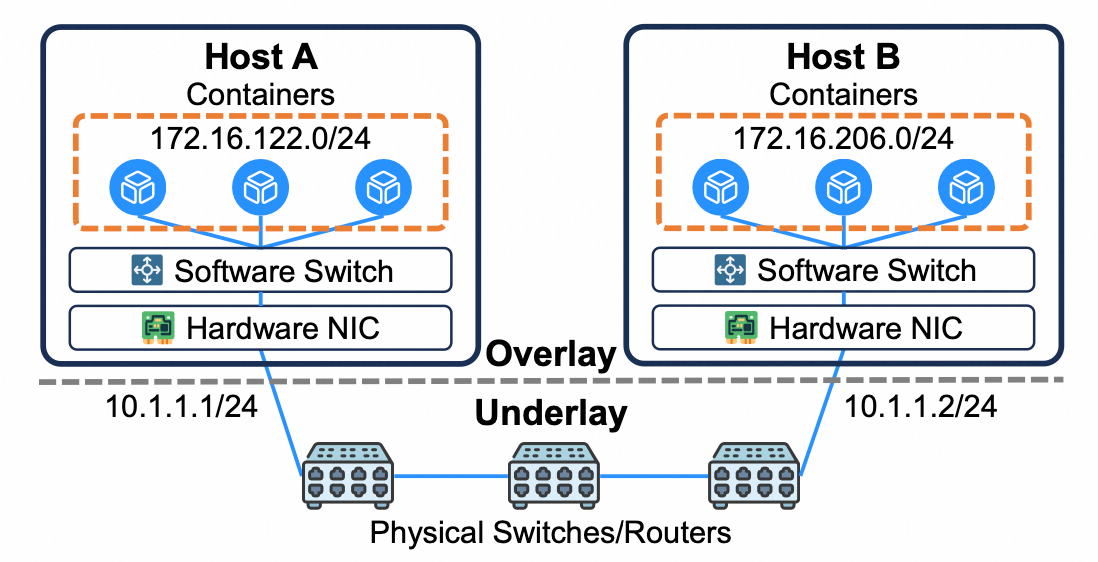 Host A
Containers
172.16.122.0/24
Software Switch
Hardware NIC
Host B
Containers
172.16.206.0/24
Software Switch
Hardware NIC
Overlay
Underlay
10.1.1.1/24
10.1.1.2/24
Physical Switches/Routers